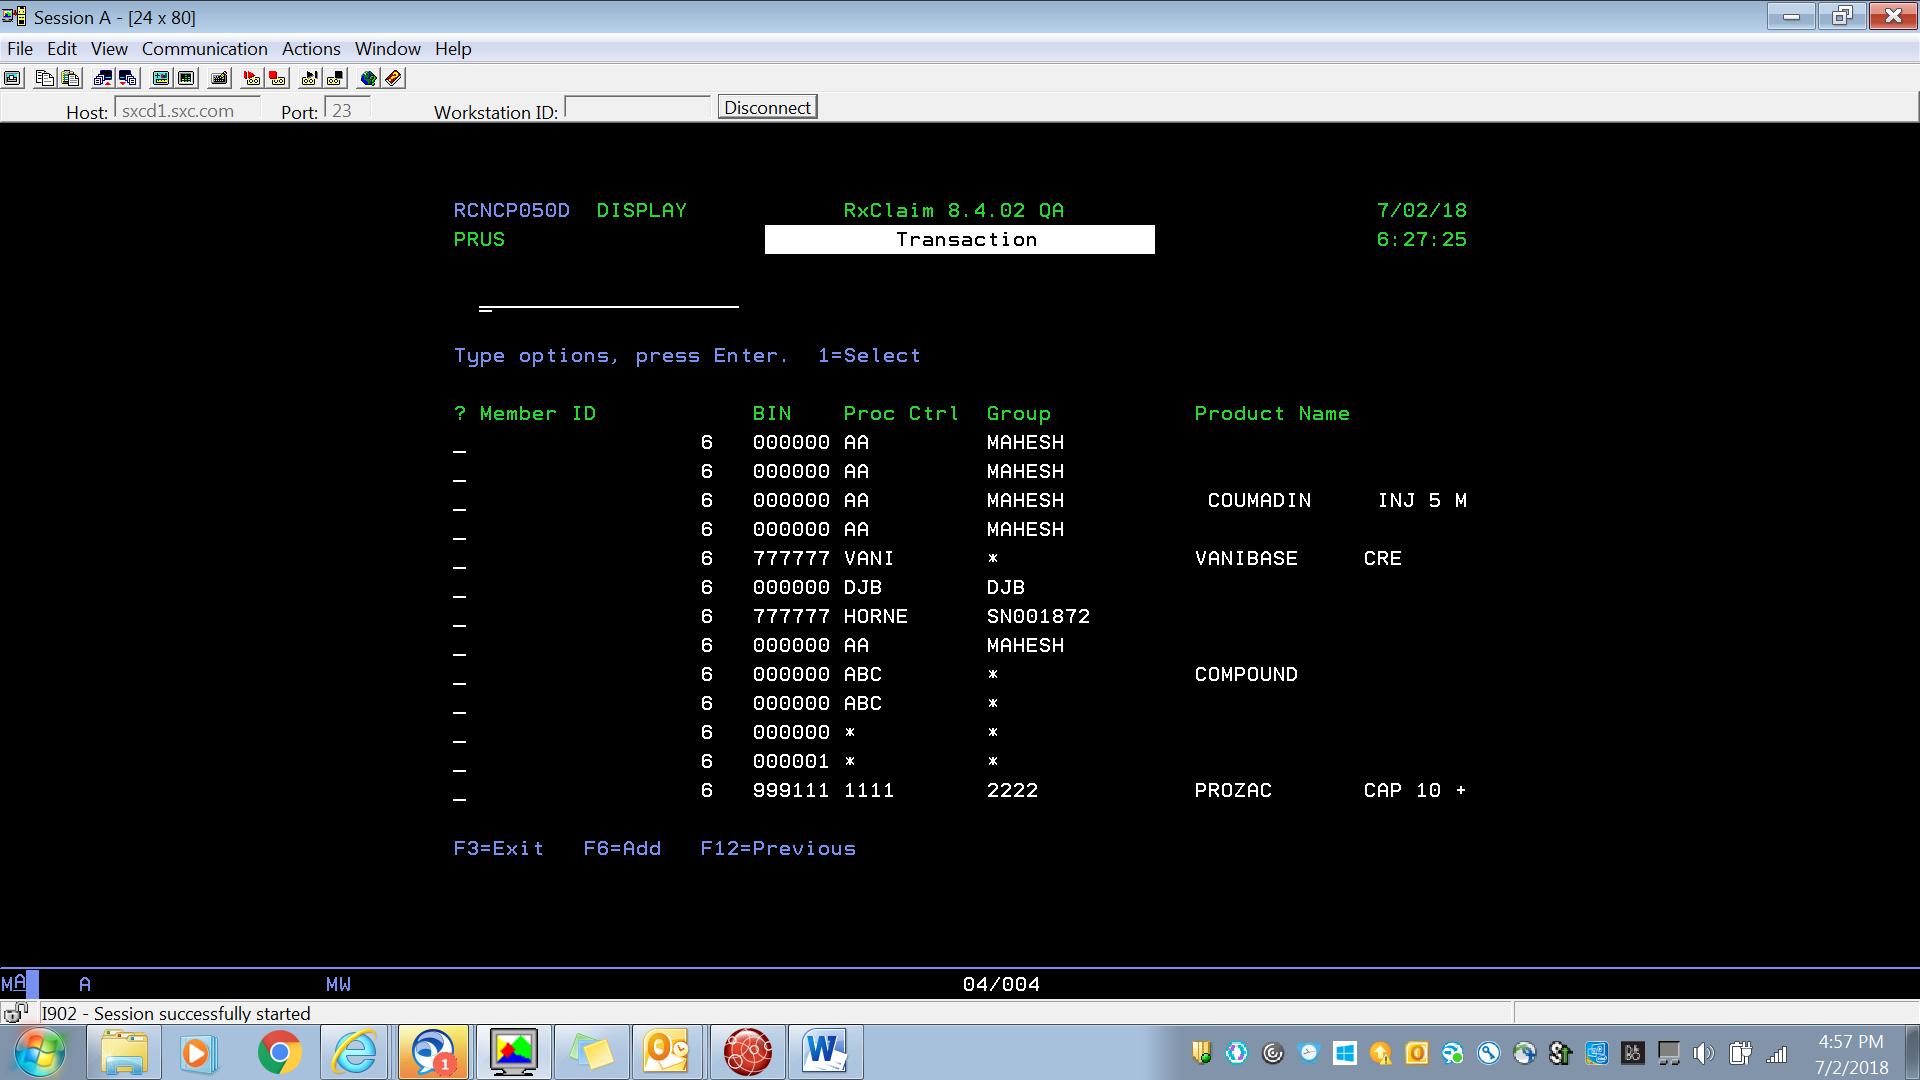 Session A - [24 x 80]
File Edit View Communication Actions Window Help
Host: sxcd1.sxc.com Port: 23 Workstation ID: Disconnect
RCNCP050D DISPLAY RxClaim 8.4.02 QA 7/02/18
PRUS Transaction 6:27:25
Type options, press Enter. 1=Select
? Member ID BIN Proc Ctrl Group Product Name
_ 6 000000 AA MAHESH
_ 6 000000 AA MAHESH
_ 6 000000 AA MAHESH COUMADIN INJ 5 M
_ 6 000000 AA MAHESH
_ 6 777777 VANI * VANIBASE CRE
_ 6 000000 DJB DJB
_ 6 777777 HORNE SN001872
_ 6 000000 AA MAHESH
_ 6 000000 ABC * COMPOUND
_ 6 000000 ABC *
_ 6 000000 * *
_ 6 000001 * *
_ 6 999111 1111 2222 PROZAC CAP 10 +
F3=Exit F6=Add F12=Previous
MA A MW 04/004
I902 - Session successfully started
1
4:57 PM
7/2/2018